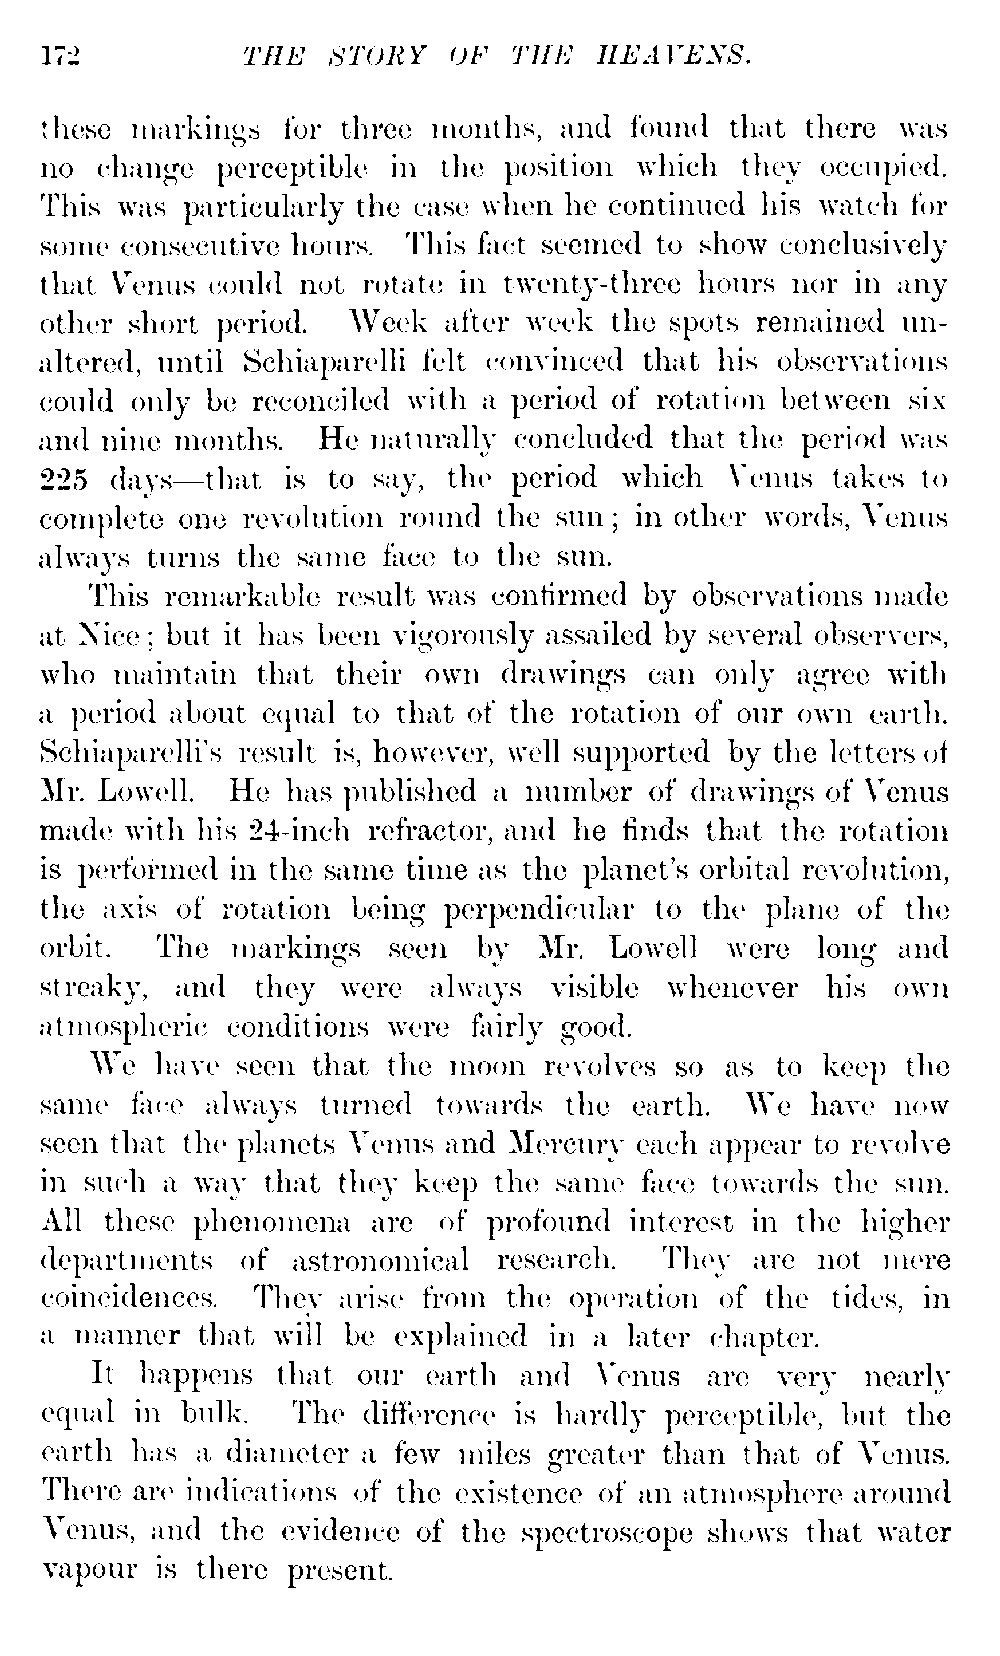 172 THE STORY OF THE HEAVENS.
these markings for three months, and found that there was
no change perceptible in the position which they occupied.
This was particularly the case when he continued his watch for
some consecutive hours. This fact seemed to show conclusively
that Venus could not rotate in twenty-three hours nor in any
other short period. Week after week the spots remained un-
altered, until Schiaparelli felt convinced that his observations
could only be reconciled with a period of rotation between six
and nine months. He naturally concluded that the period was
225 days—that is to say, the period which Venus takes to
complete one revolution round the sun; in other words, Venus
always turns the same face to the sun.
This remarkable result was confirmed by observations made
at Nice; but it has been vigorously assailed by several observers,
who maintain that their own drawings can only agree with
a period about equal to that of the rotation of our own earth.
Schiaparelli's result is, however, well supported by the letters of
Mr. Lowell. He has published a number of drawings of Venus
made with his 24-inch refractor, and he finds that the rotation
is performed in the same time as the planet's orbital revolution,
the axis of rotation being perpendicular to the plane of the
orbit. The markings seen by Mr. Lowell were long and
streaky, and they were always visible whenever his own
atmospheric conditions were fairly good.
We have seen that the moon revolves so as to keep the
same face always turned towards the earth. We have now
seen that the planets Venus and Mercury each appear to revolve
in such a way that they keep the same face towards the sun.
All these phenomena are of profound interest in the higher
departments of astronomical research. They are not mere
coincidences. They arise from the operation of the tides, in
a manner that will be explained in a later chapter.
It happens that our earth and Venus are very nearly
equal in bulk. The difference is hardly perceptible, but the
earth has a diameter a few miles greater than that of Venus.
There are indications of the existence of an atmosphere around
Venus, and the evidence of the spectroscope shows that water
vapour is there present.